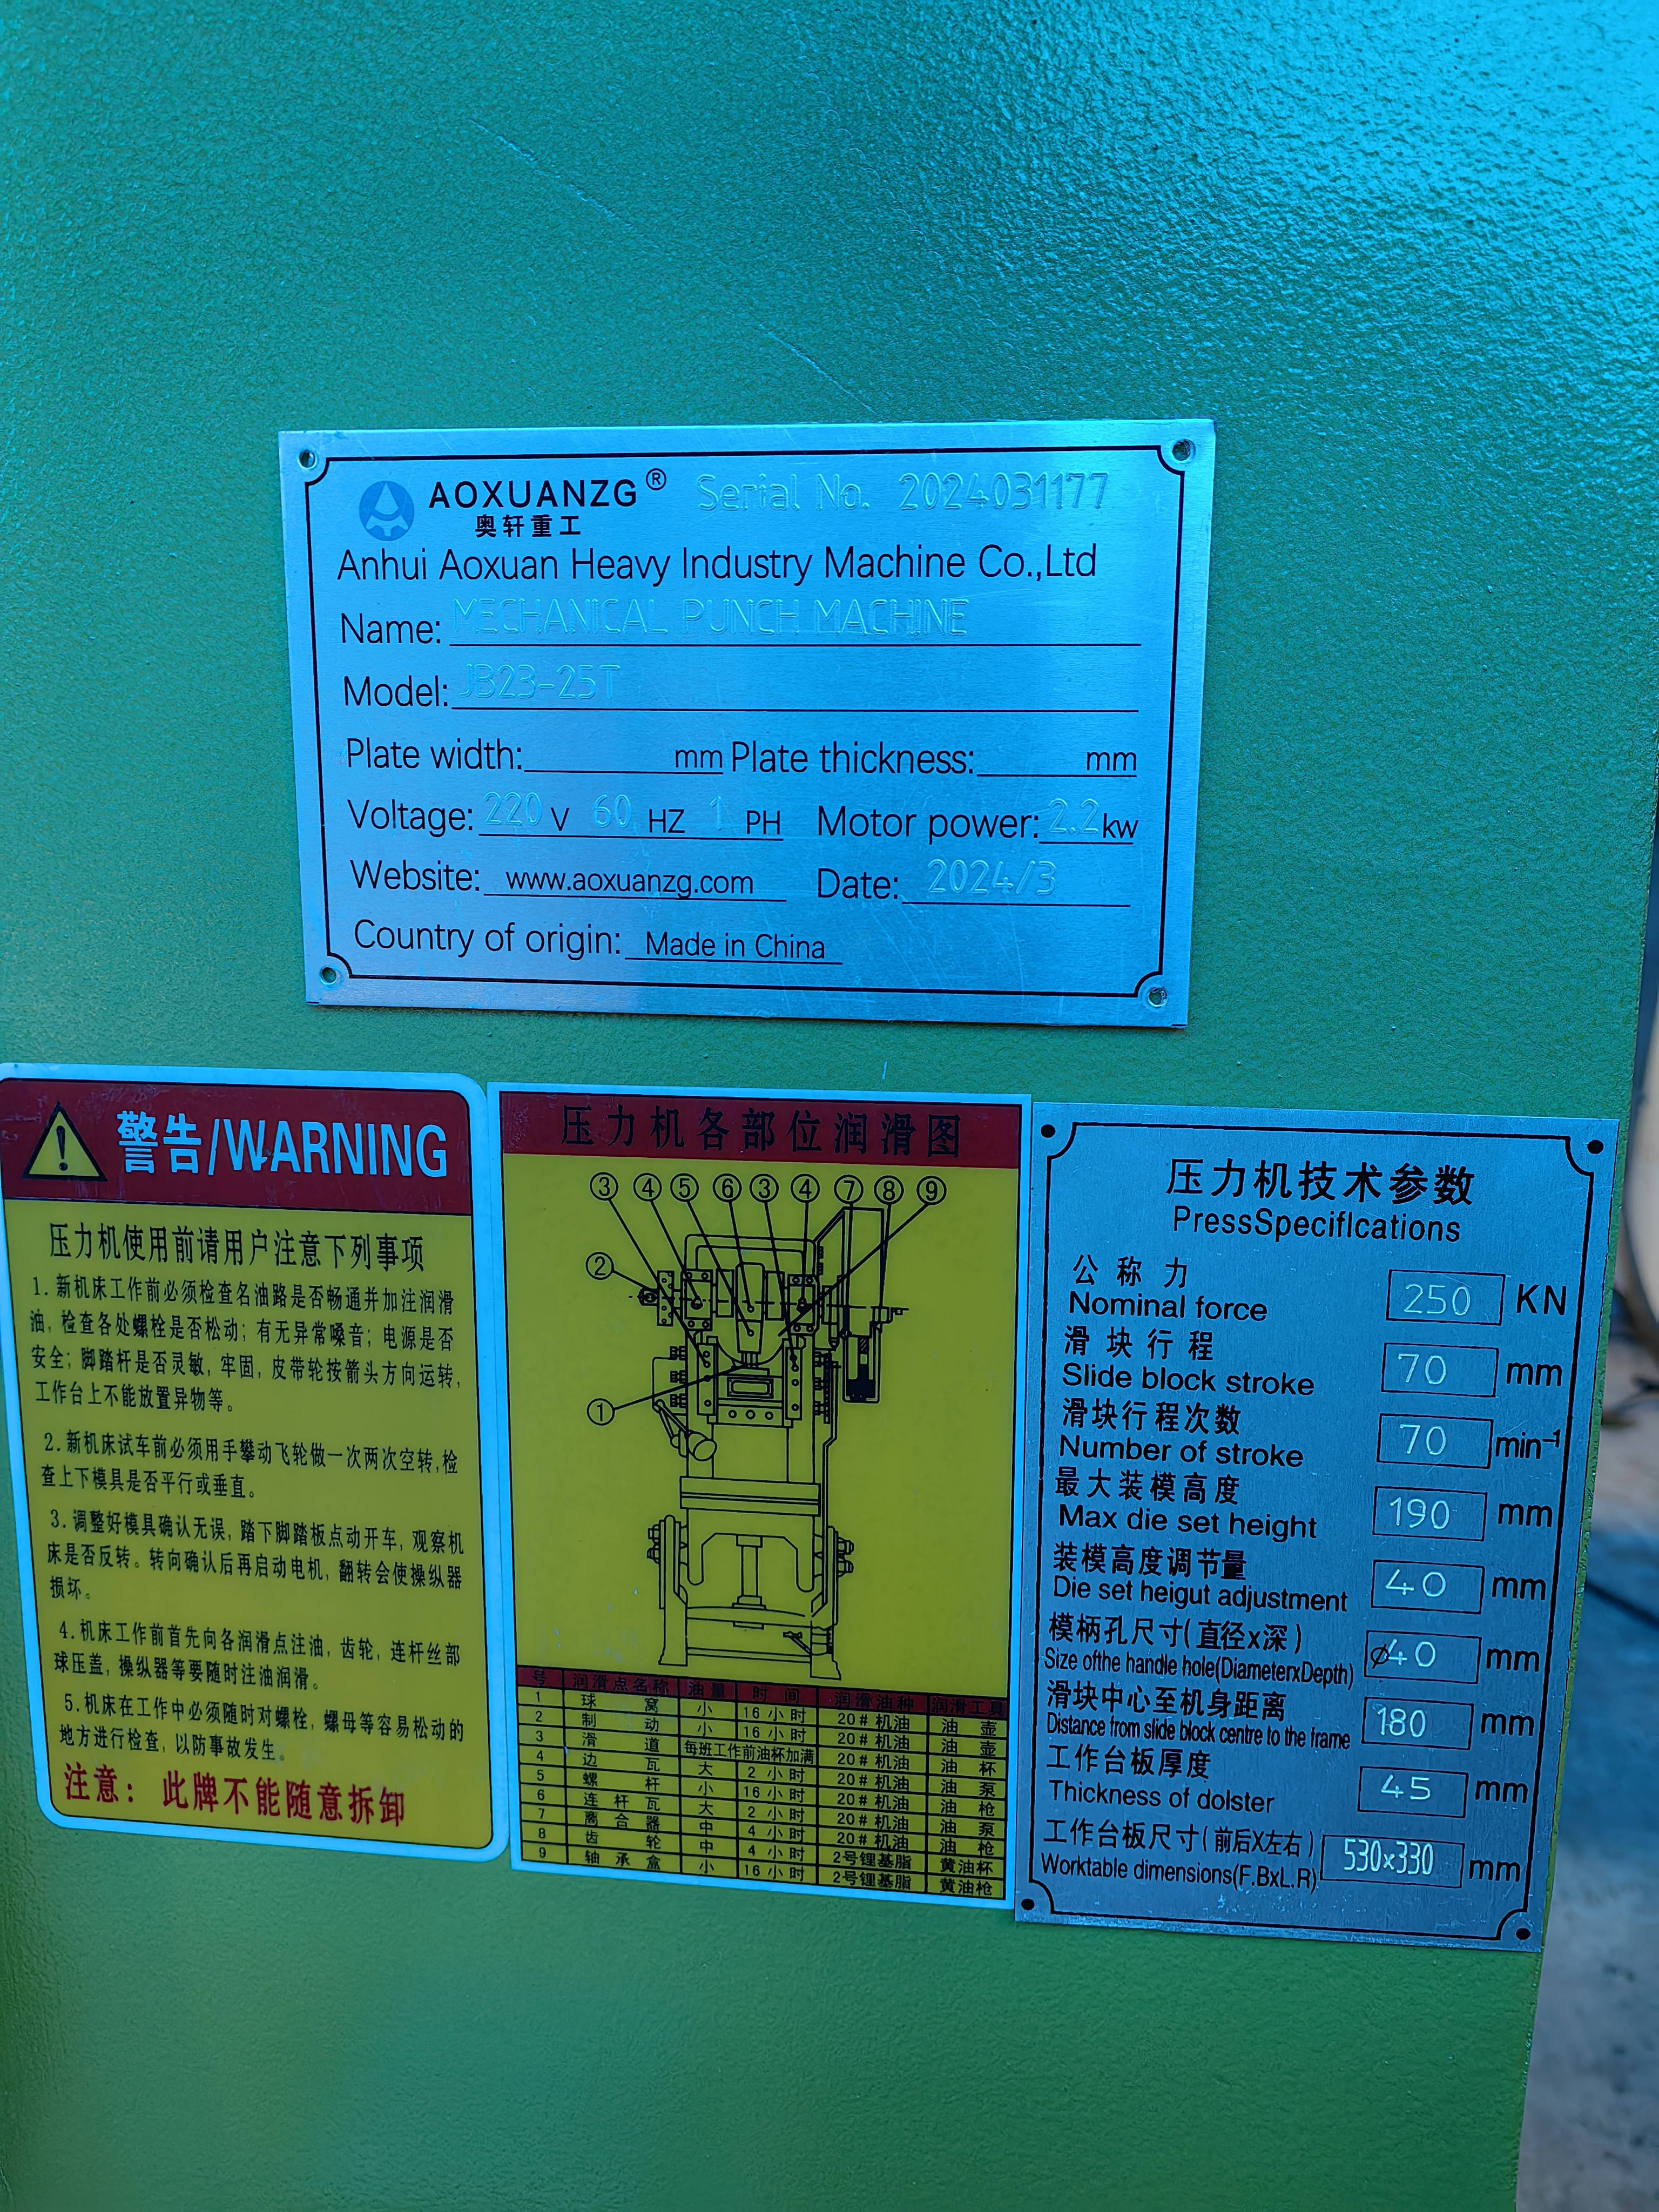 AOXUANZG® Serial No. 2024031177
奥轩重工
Anhui Aoxuan Heavy Industry Machine Co.,Ltd
Name: MECHANICAL PUNCH MACHINE
Model: JB23-25T
Plate width: mm Plate thickness: mm
Voltage: 220 V 60 HZ 1 PH Motor power: 2.2 kw
Website: www.aoxuanzg.com Date: 2024/3
Country of origin: Made in China
警告/WARNING
压力机使用前请用户注意下列事项
1.新机床工作前必须检查名油路是否畅通并加注润滑
油,检查各处螺栓是否松动;有无异常嗓音;电源是否
安全;脚踏杆是否灵敏,牢固,皮带轮按箭头方向运转,
工作台上不能放置异物等。
2.新机床试车前必须用手攀动飞轮做一次两次空转,检
查上下模具是否平行或垂直。
3.调整好模具确认无误,踏下脚踏板点动开车,观察机
床是否反转。转向确认后再启动电机,翻转会使操纵器
损坏。
4.机床工作前首先向各润滑点注油,齿轮,连杆丝部
球压盖,操纵器等要随时注油润滑。
5.机床在工作中必须随时对螺栓,螺母等容易松动的
地方进行检查,以防事故发生。
注意:此牌不能随意拆卸
压力机各部位润滑图
③ ④ ⑤ ⑥ ③ ④ ⑦ ⑧ ⑨
②
①
号 润滑点名称 油量 时间 润滑油种 润滑工具
1 球窝 小 16小时 20#机油 油壶
2 制动 小 16小时 20#机油 油壶
3 滑道 每班工作前油杯加满 20#机油 油杯
4 边瓦 大 2小时 20#机油 油泵
5 螺杆 小 16小时 20#机油 油枪
6 连杆瓦 大 2小时 20#机油 油泵
7 离合器 中 4小时 20#机油 油枪
8 齿轮 中 4小时 2号锂基脂 黄油杯
9 轴承盒 小 16小时 2号锂基脂 黄油枪
压力机技术参数
PressSpeciflcations
公称力
Nominal force 250 KN
滑块行程
Slide block stroke 70 mm
滑块行程次数
Number of stroke 70 min⁻¹
最大装模高度
Max die set height 190 mm
装模高度调节量
Die set heigut adjustment 40 mm
模柄孔尺寸(直径x深)
Size ofthe handle hole(DiameterxDepth) ø40 mm
滑块中心至机身距离
Distance from slide block centre to the frame 180 mm
工作台板厚度
Thickness of dolster 45 mm
工作台板尺寸(前后X左右)
Worktable dimensions(F.BxL.R) 530x330 mm